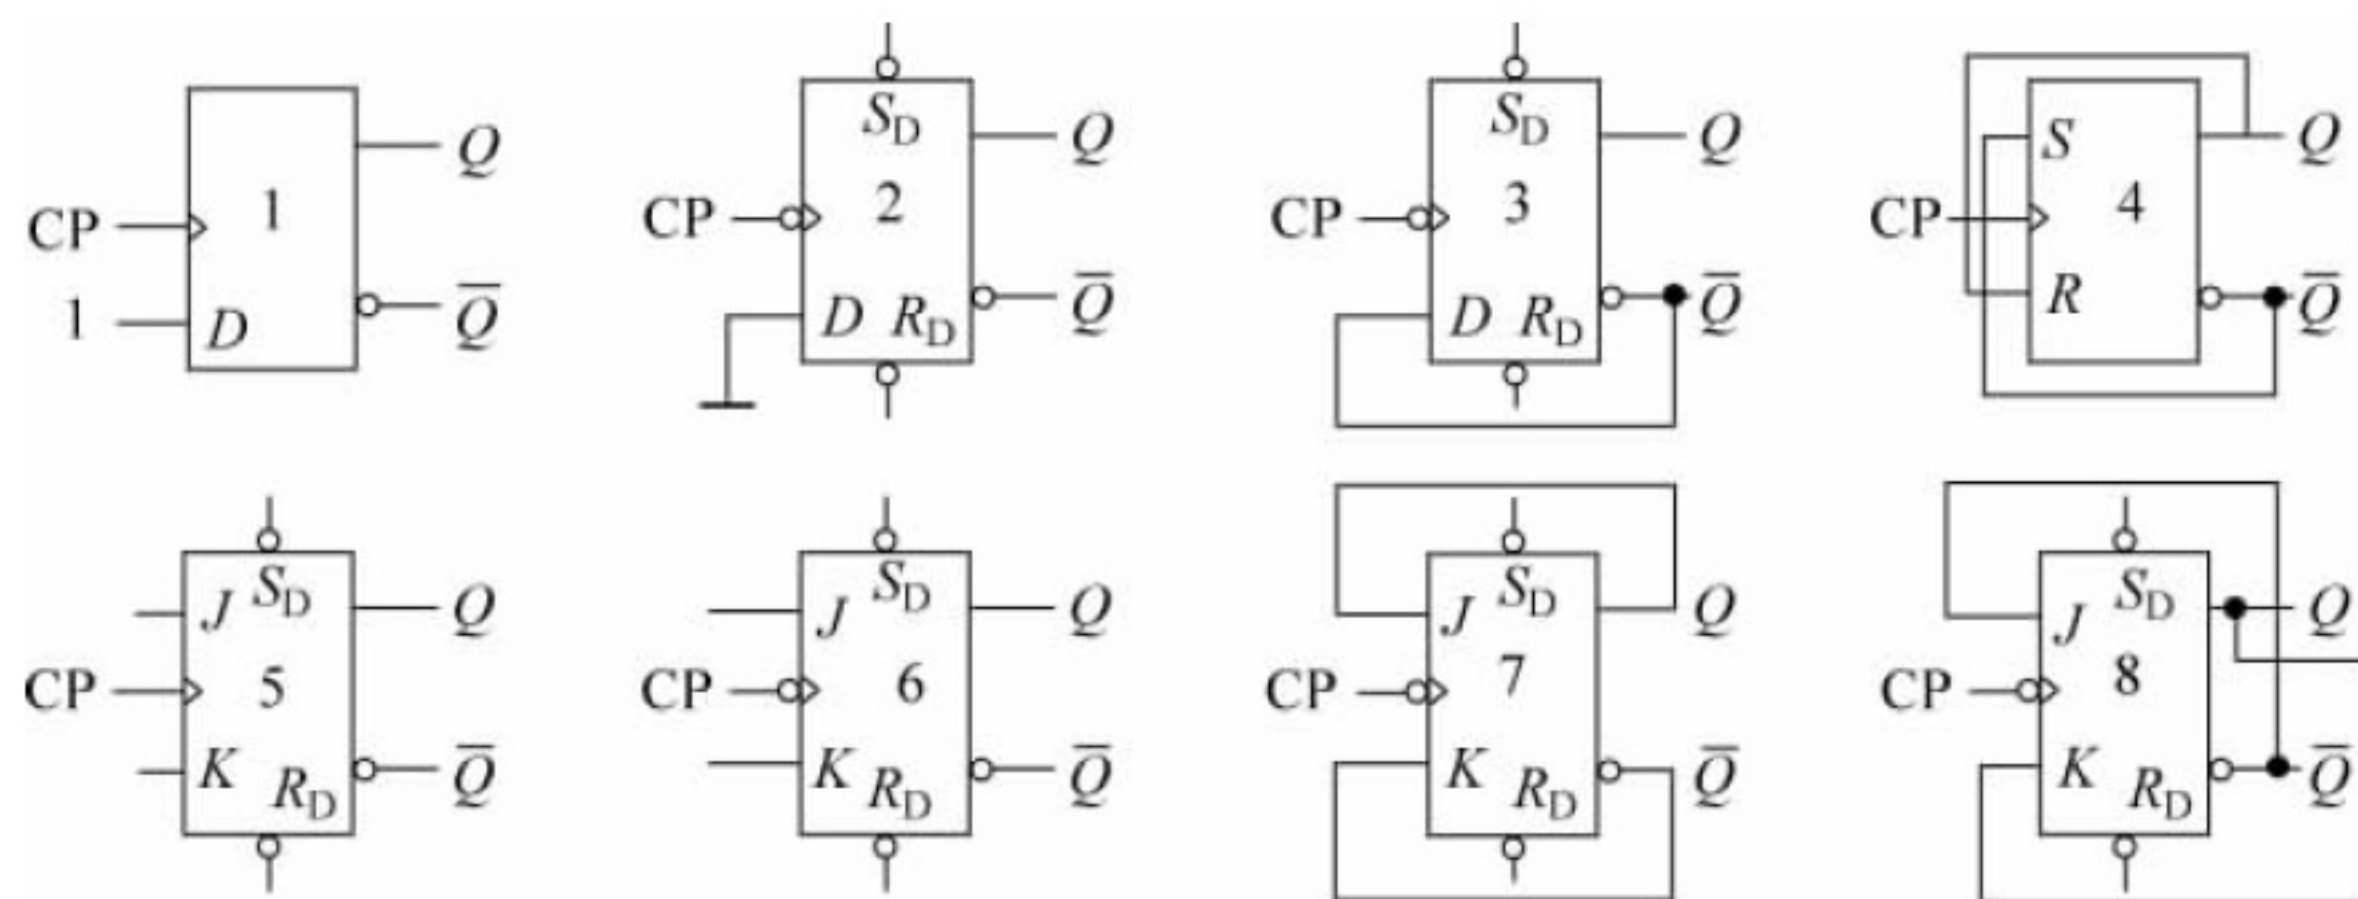 1
Q
CP
1
D
Q̅
S_D
Q
CP
2
D
R_D
Q̅
S_D
Q
CP
3
D
R_D
Q̅
S
Q
CP
4
R
Q̅
J
S_D
Q
CP
5
K
R_D
Q̅
J
S_D
Q
CP
6
K
R_D
Q̅
J
S_D
Q
CP
7
K
R_D
Q̅
J
S_D
Q
CP
8
K
R_D
Q̅